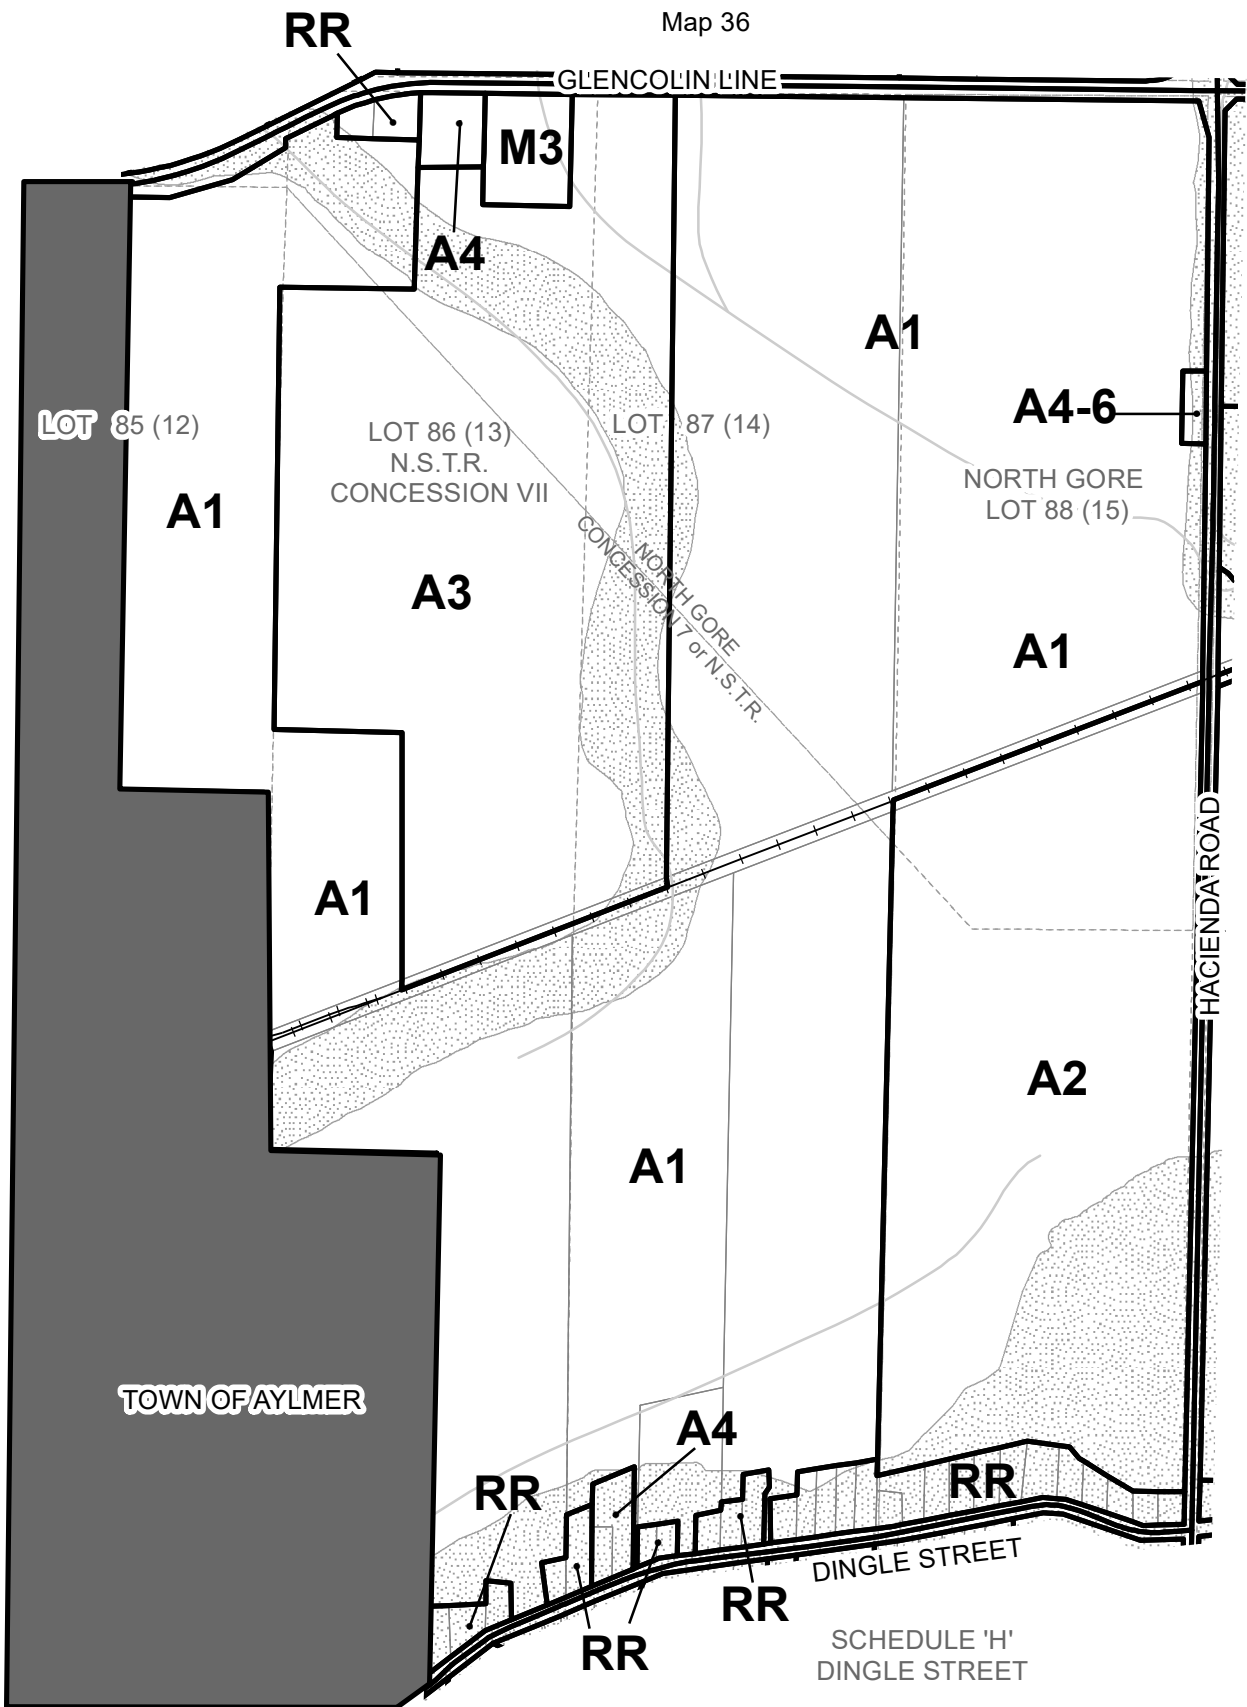 Map 36
RR
GLENCOLIN LINE
M3
A4
A1
A4-6
LOT 85 (12)
LOT 86 (13)
N.S.T.R.
CONCESSION VII
LOT 87 (14)
NORTH GORE
LOT 88 (15)
A1
A3
NORTH GORE
CONCESSION 7 or N.S.T.R.
A1
HACIENDA ROAD
A1
A2
A1
TOWN OF AYLMER
A4
RR
RR
DINGLE STREET
RR
RR
SCHEDULE 'H'
DINGLE STREET